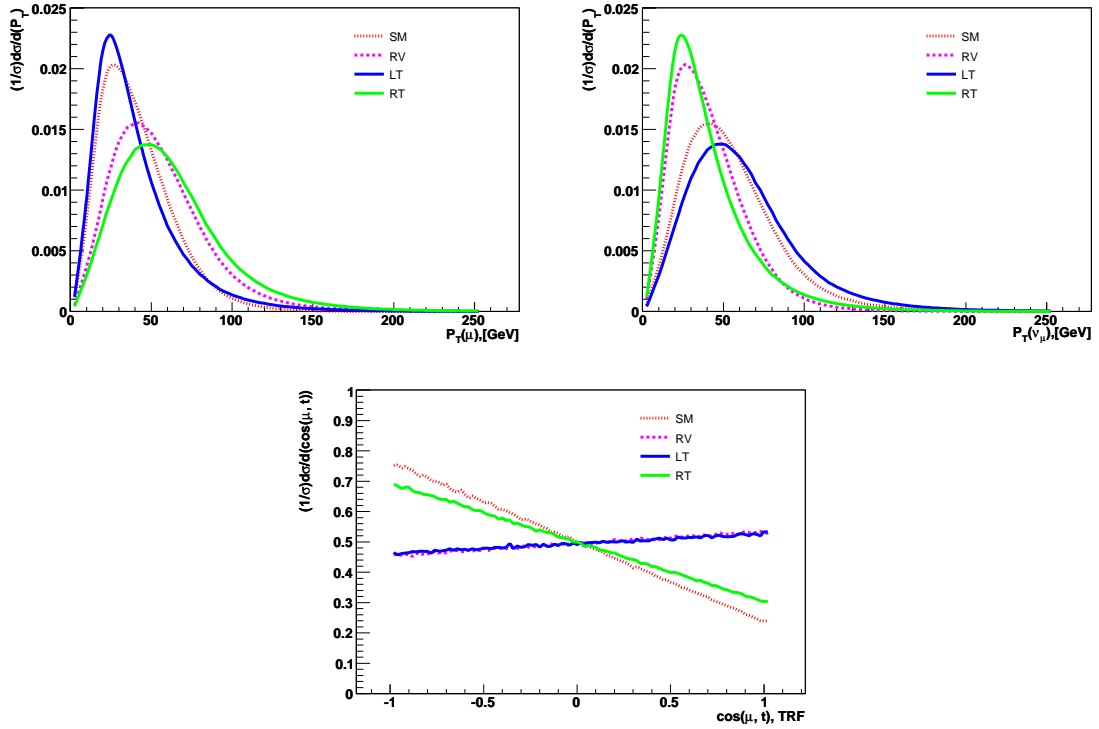 (1/σ)dσ/d(P_T)
0.025
0.02
0.015
0.01
0.005
0
SM
RV
LT
RT
0 50 100 150 200 250
P_T(μ),[GeV]
(1/σ)dσ/d(P_T)
0.025
0.02
0.015
0.01
0.005
0
SM
RV
LT
RT
0 50 100 150 200 250
P_T(ν_μ),[GeV]
(1/σ)dσ/d(cos(μ, t))
1
0.9
0.8
0.7
0.6
0.5
0.4
0.3
0.2
0.1
0
SM
RV
LT
RT
-1 -0.5 0 0.5 1
cos(μ, t), TRF